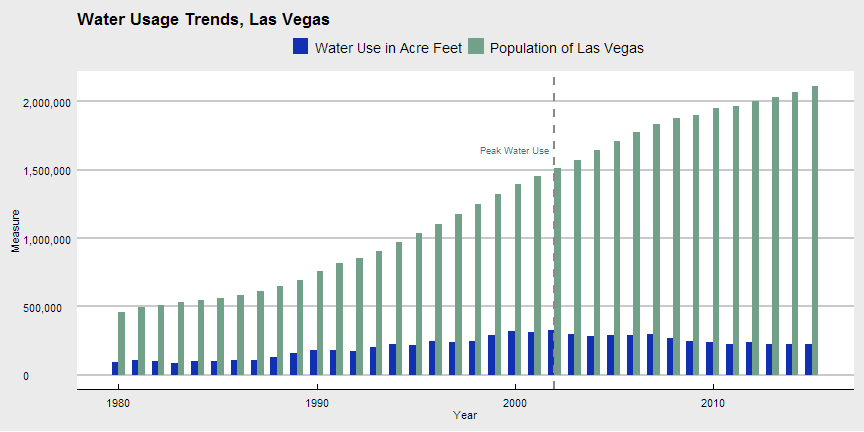 Water Usage Trends, Las Vegas
Water Use in Acre Feet Population of Las Vegas
2,000,000
Peak Water Use
1,500,000
Measure
1,000,000
500,000
0
1980 1990 2000 2010
Year